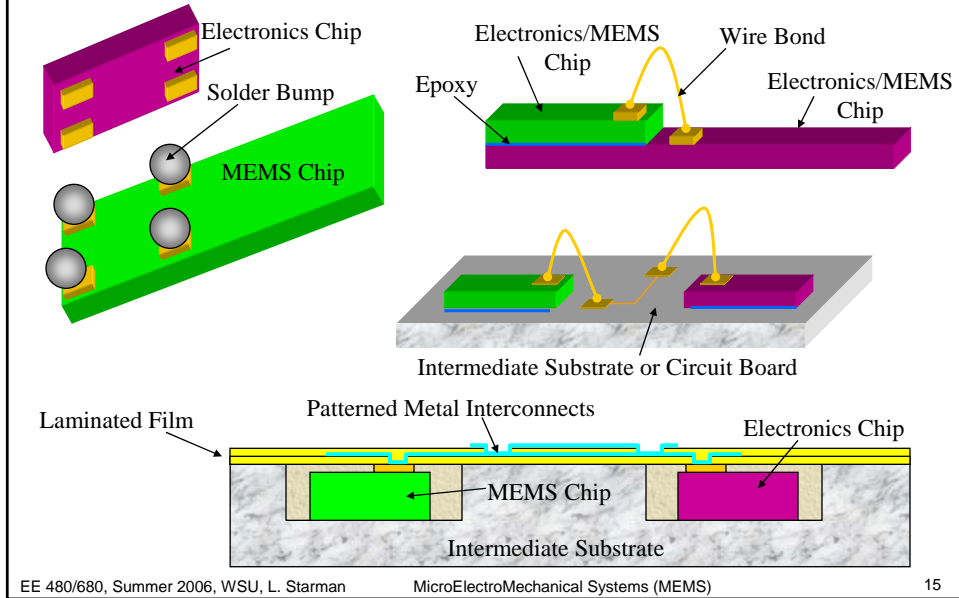 Electronics Chip
Solder Bump
MEMS Chip
Electronics/MEMS
Chip
Wire Bond
Epoxy
Electronics/MEMS
Chip
Intermediate Substrate or Circuit Board
Patterned Metal Interconnects
Laminated Film
Electronics Chip
MEMS Chip
Intermediate Substrate
EE 480/680, Summer 2006, WSU, L. Starman MicroElectroMechanical Systems (MEMS) 15